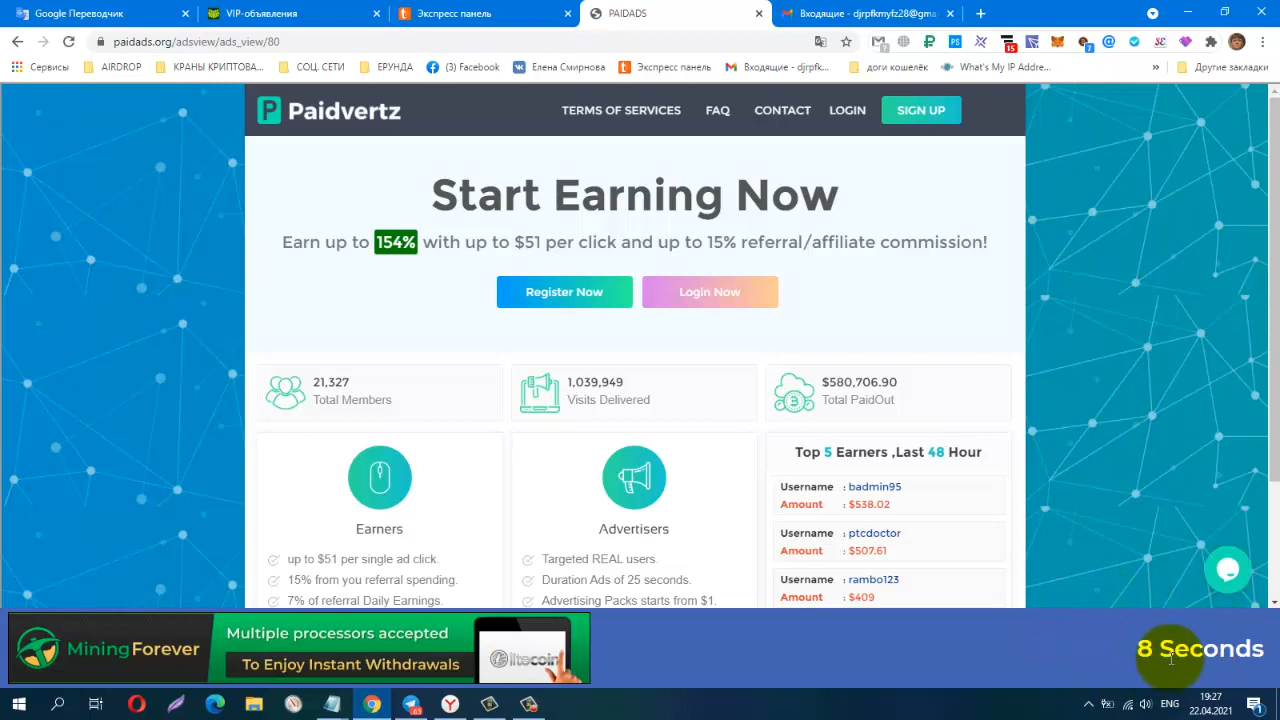 Google Переводчик
VIP-объявления
Экспресс панель
PAIDADS
Входящие - djrpfkmyfz28@gma
paidads.org/adsview/ads_view/80
15
7
Сервисы
AIRDROP
КРАНЫ КРИПТОВА...
СОЦ. СЕТИ
ЕРУНДА
(3) Facebook
Елена Смирнова
Экспресс панель
Входящие - djrpfk...
доги кошелёк
What's My IP Addre...
»
Другие закладки
Paidvertz
TERMS OF SERVICES
FAQ
CONTACT
LOGIN
SIGN UP
Start Earning Now
Earn up to 154% with up to $51 per click and up to 15% referral/affiliate commission!
Register Now
Login Now
21,327
Total Members
1,039,949
Visits Delivered
$580,706.90
Total PaidOut
Earners
up to $51 per single ad click.
15% from you referral spending.
7% of referral Daily Earnings.
Advertisers
Targeted REAL users.
Duration Ads of 25 seconds.
Advertising Packs starts from $1.
Top 5 Earners ,Last 48 Hour
Username : badmin95
Amount : $538.02
Username : ptcdoctor
Amount : $507.61
Username : rambo123
Amount : $409
MiningForever
Multiple processors accepted
To Enjoy Instant Withdrawals
litecoin
8 Seconds
ENG
19:27
22.04.2021
1